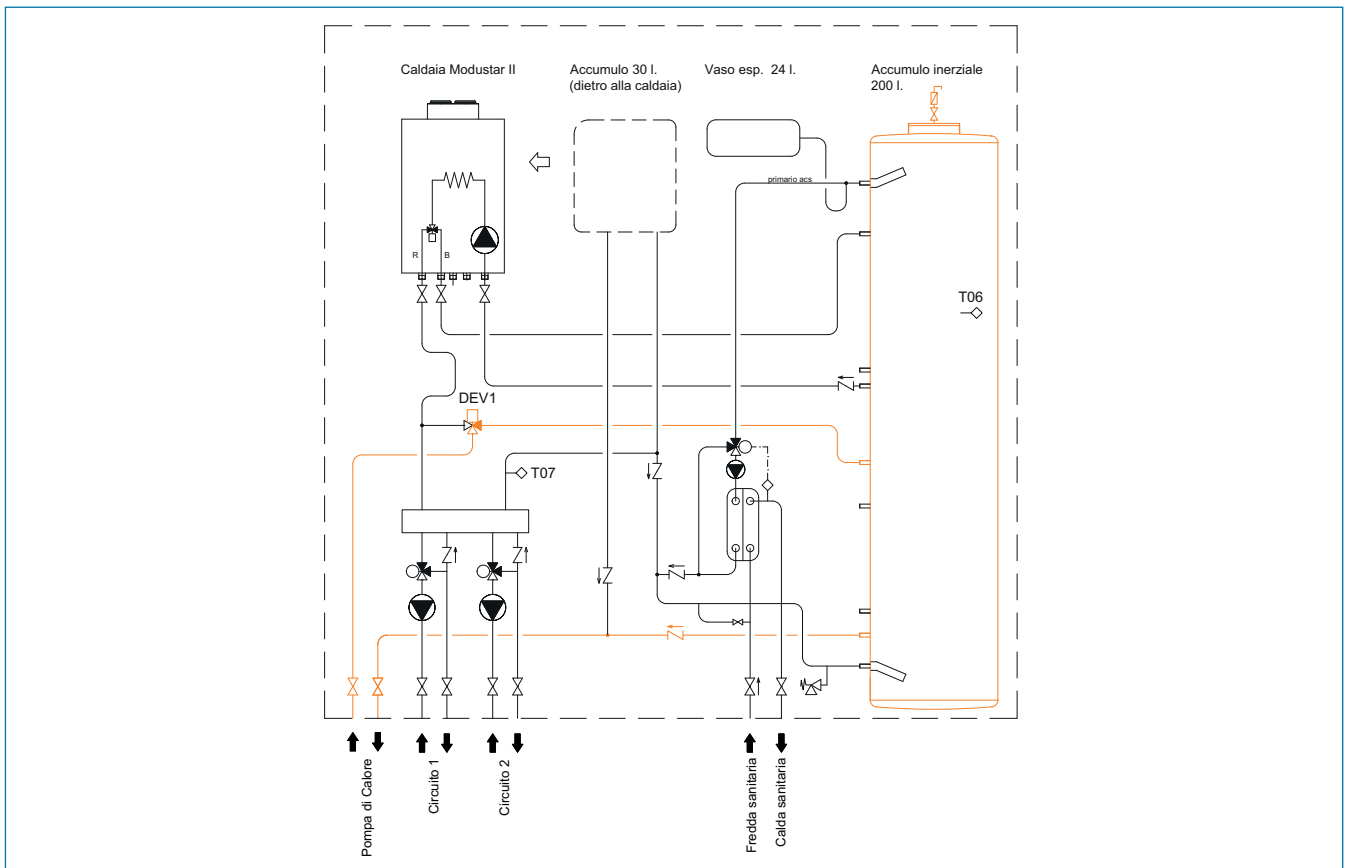 Caldaia Modustar II
Accumulo 30 l.
(dietro alla caldaia)
Vaso esp. 24 l.
Accumulo inerziale
200 l.
primario acs
R
B
T06
DEV1
T07
Pompa di Calore
Circuito 1
Circuito 2
Fredda sanitaria
Calda sanitaria